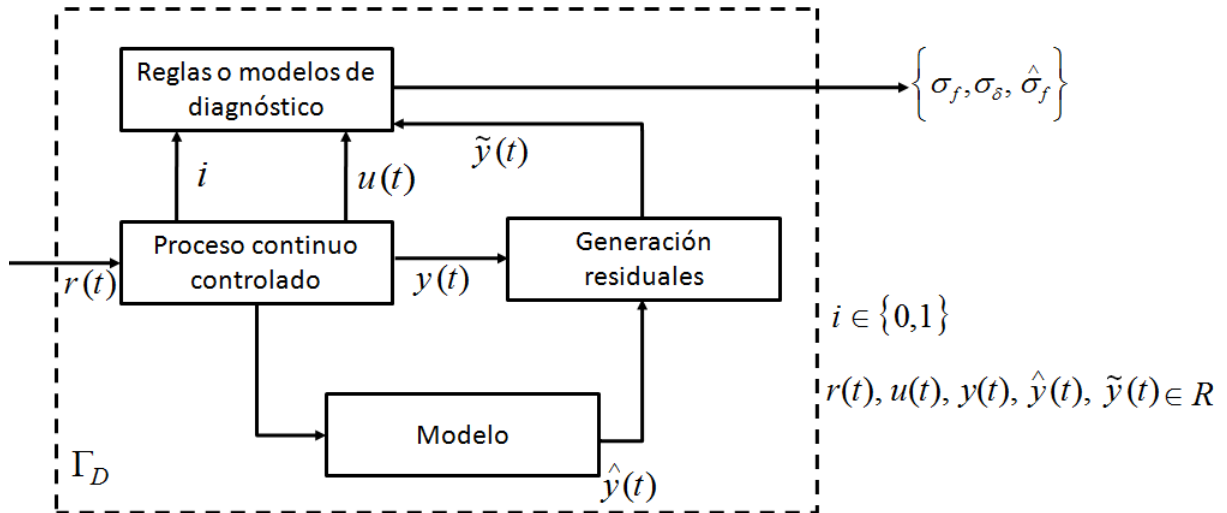 Reglas o modelos de
diagnóstico
{σ_f, σ_δ, σ̂_f}
ỹ(t)
i
u(t)
Proceso continuo
controlado
Generación
residuales
r(t)
y(t)
i ∈ {0,1}
r(t), u(t), y(t), ŷ(t), ỹ(t) ∈ R
Modelo
Γ_D
ŷ(t)